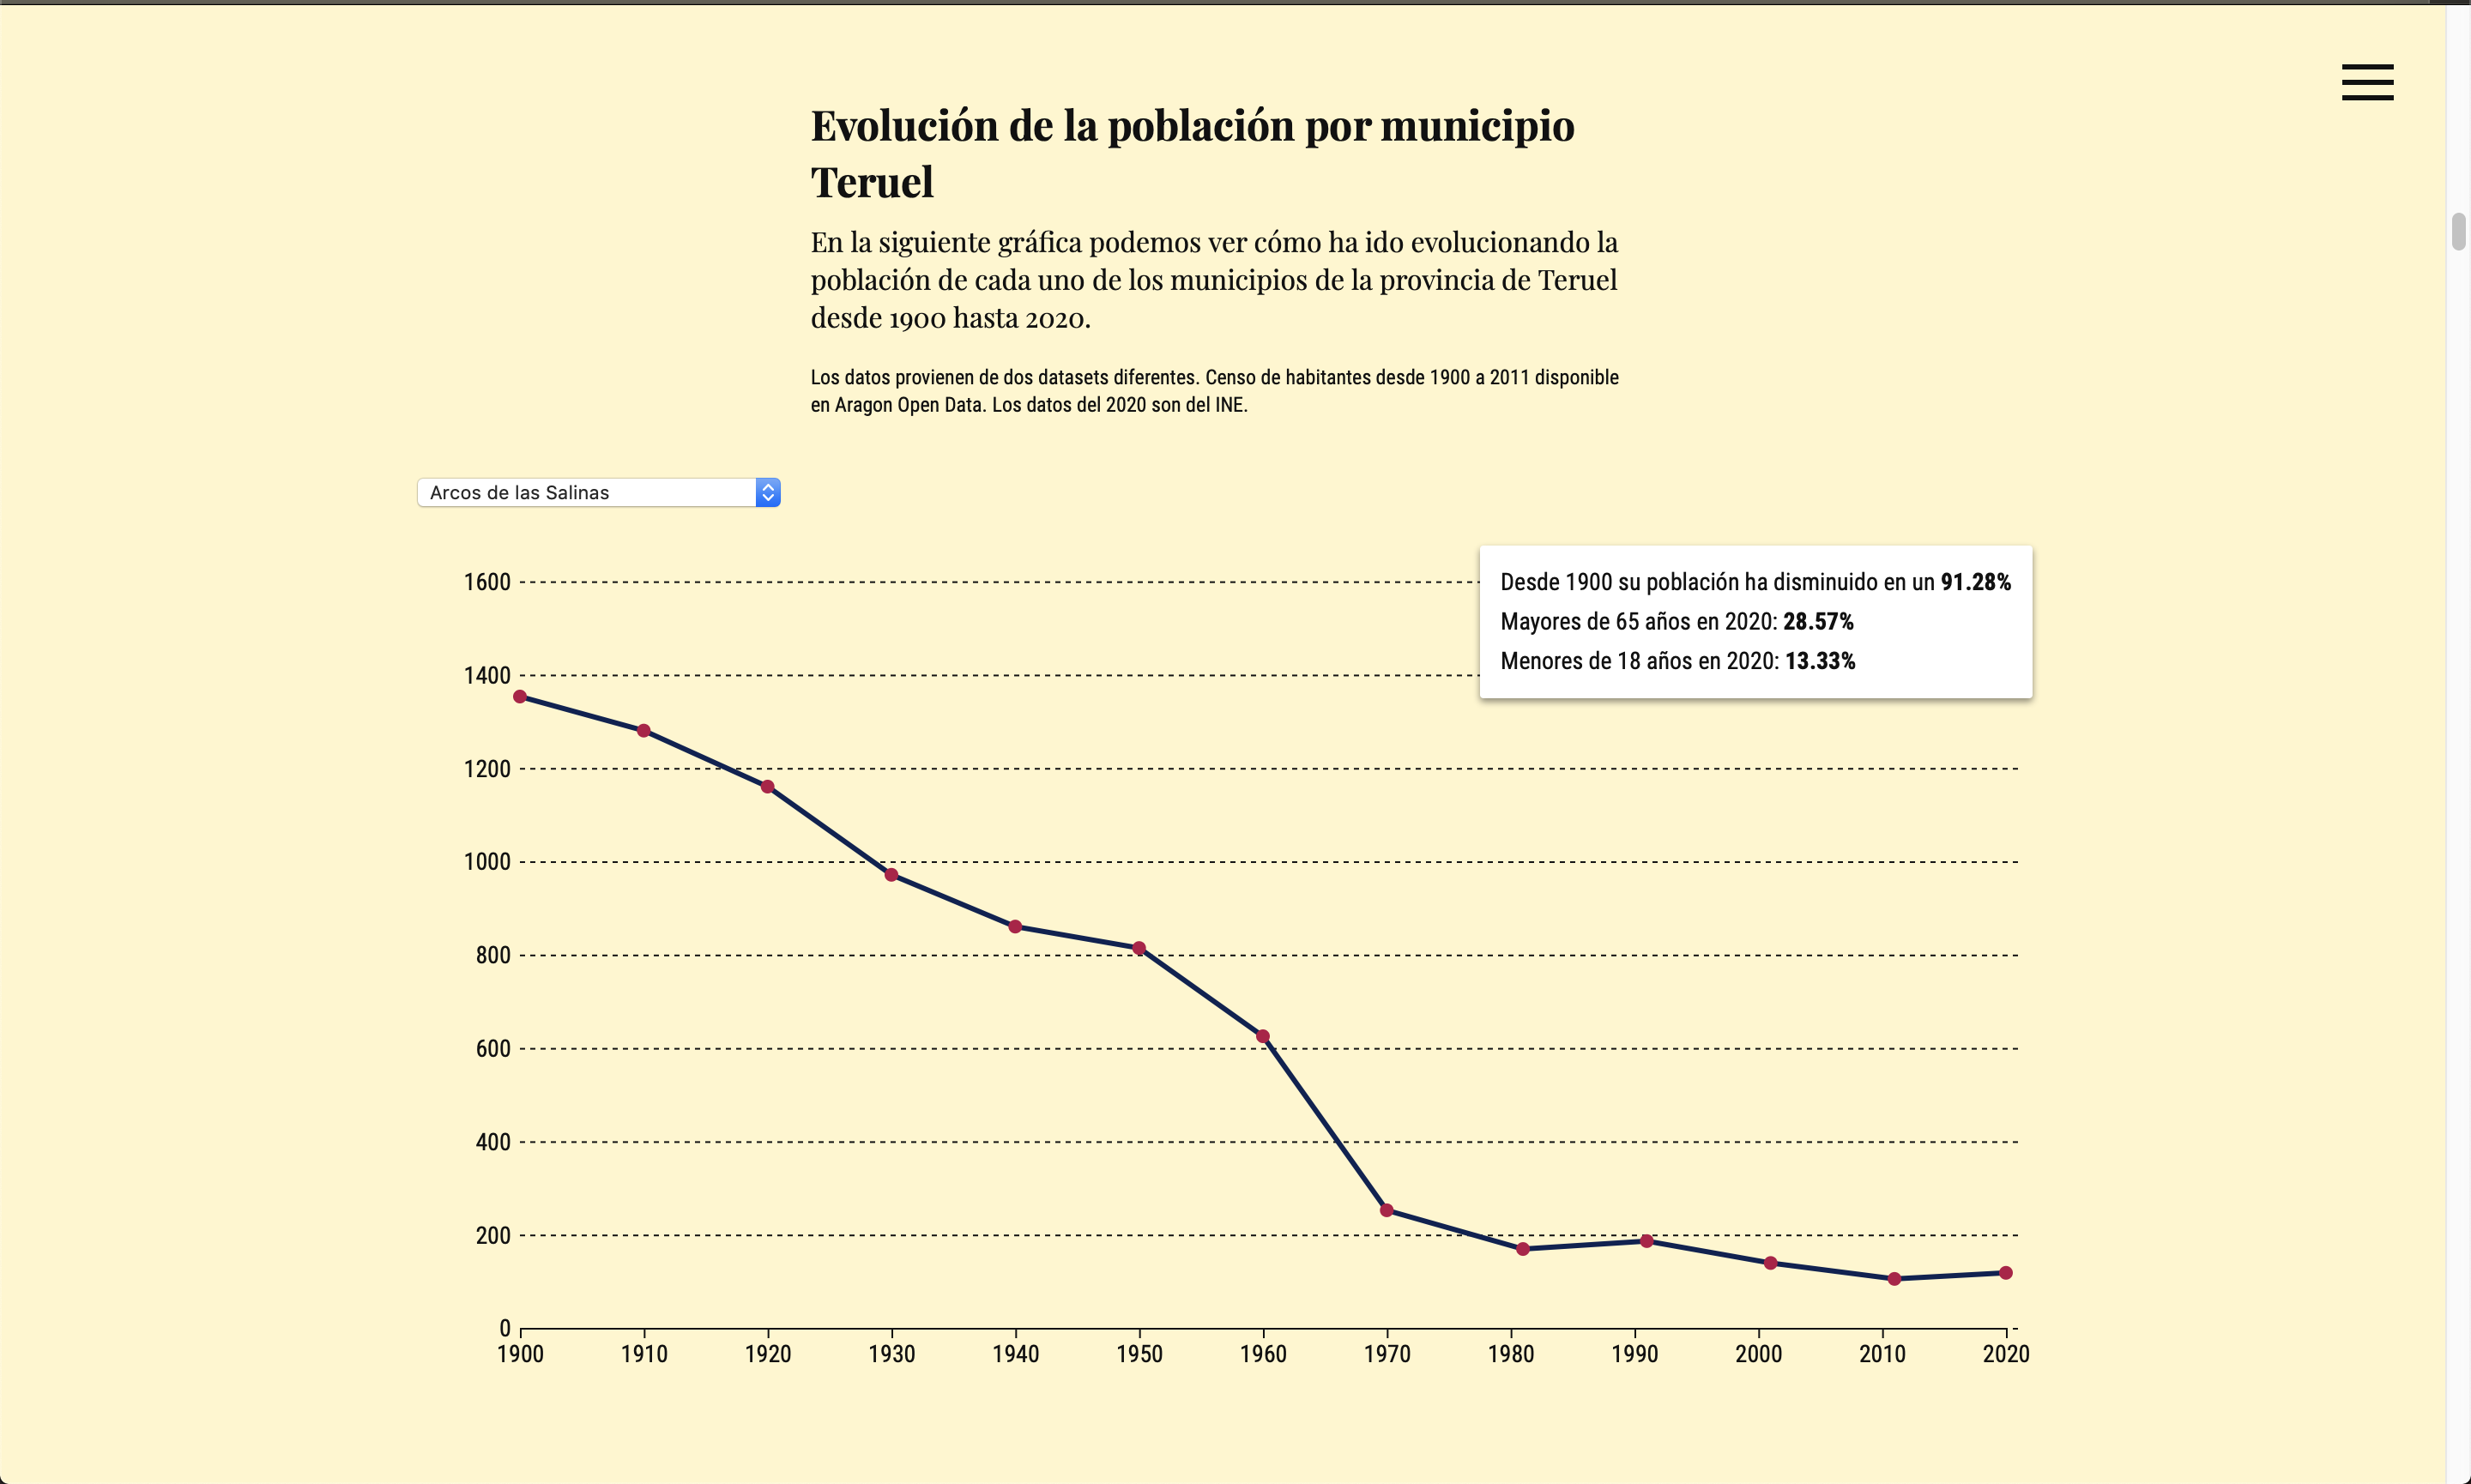 Evolución de la población por municipio
Teruel
En la siguiente gráfica podemos ver cómo ha ido evolucionando la
población de cada uno de los municipios de la provincia de Teruel
desde 1900 hasta 2020.
Los datos provienen de dos datasets diferentes. Censo de habitantes desde 1900 a 2011 disponible
en Aragon Open Data. Los datos del 2020 son del INE.
Arcos de las Salinas
Desde 1900 su población ha disminuido en un 91.28%
Mayores de 65 años en 2020: 28.57%
Menores de 18 años en 2020: 13.33%
1600
1400
1200
1000
800
600
400
200
0
1900 1910 1920 1930 1940 1950 1960 1970 1980 1990 2000 2010 2020